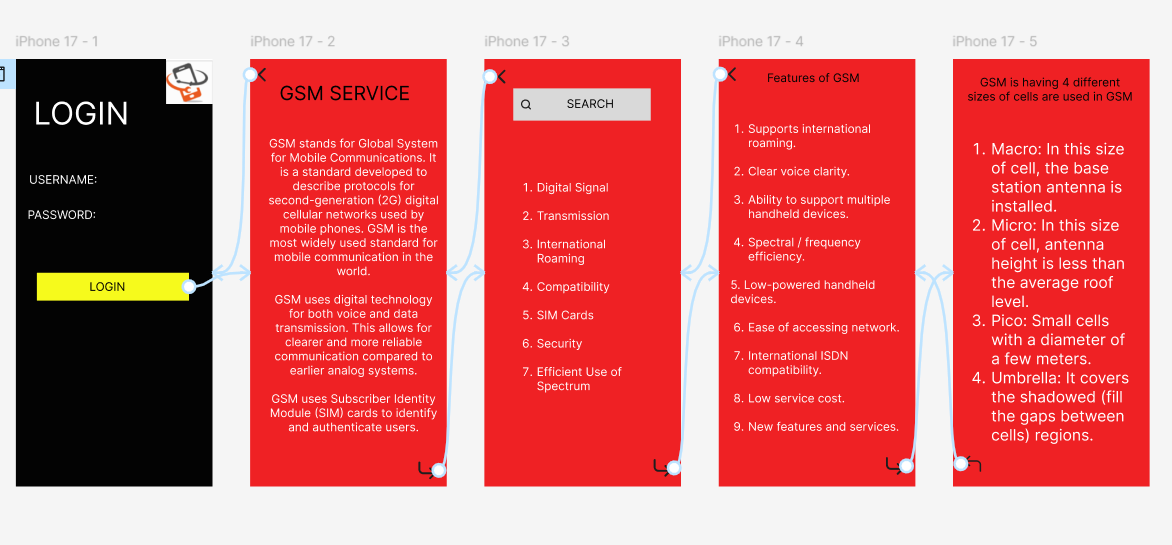 iPhone 17 - 1
LOGIN
USERNAME:
PASSWORD:
LOGIN
iPhone 17 - 2
GSM SERVICE
GSM stands for Global System
for Mobile Communications. It
is a standard developed to
describe protocols for
second-generation (2G) digital
cellular networks used by
mobile phones. GSM is the
most widely used standard for
mobile communication in the
world.
GSM uses digital technology
for both voice and data
transmission. This allows for
clearer and more reliable
communication compared to
earlier analog systems.
GSM uses Subscriber Identity
Module (SIM) cards to identify
and authenticate users.
iPhone 17 - 3
SEARCH
1. Digital Signal
2. Transmission
3. International
Roaming
4. Compatibility
5. SIM Cards
6. Security
7. Efficient Use of
Spectrum
iPhone 17 - 4
Features of GSM
1. Supports international
roaming.
2. Clear voice clarity.
3. Ability to support multiple
handheld devices.
4. Spectral / frequency
efficiency.
5. Low-powered handheld
devices.
6. Ease of accessing network.
7. International ISDN
compatibility.
8. Low service cost.
9. New features and services.
iPhone 17 - 5
GSM is having 4 different
sizes of cells are used in GSM
1. Macro: In this size
of cell, the base
station antenna is
installed.
2. Micro: In this size
of cell, antenna
height is less than
the average roof
level.
3. Pico: Small cells
with a diameter of
a few meters.
4. Umbrella: It covers
the shadowed (fill
the gaps between
cells) regions.